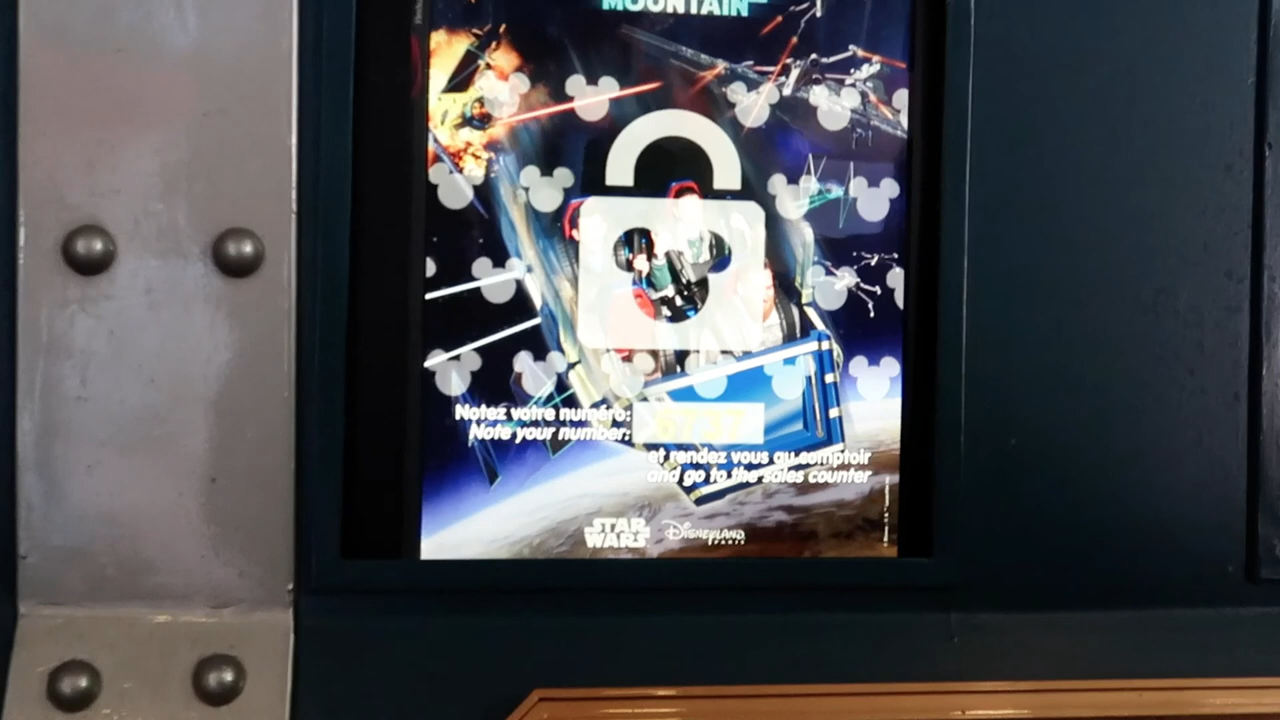 MOUNTAIN
Notez votre numéro:
Note your number:
6737
et rendez vous au comptoir
and go to the sales counter
STAR WARS
DISNEYLAND
PARIS